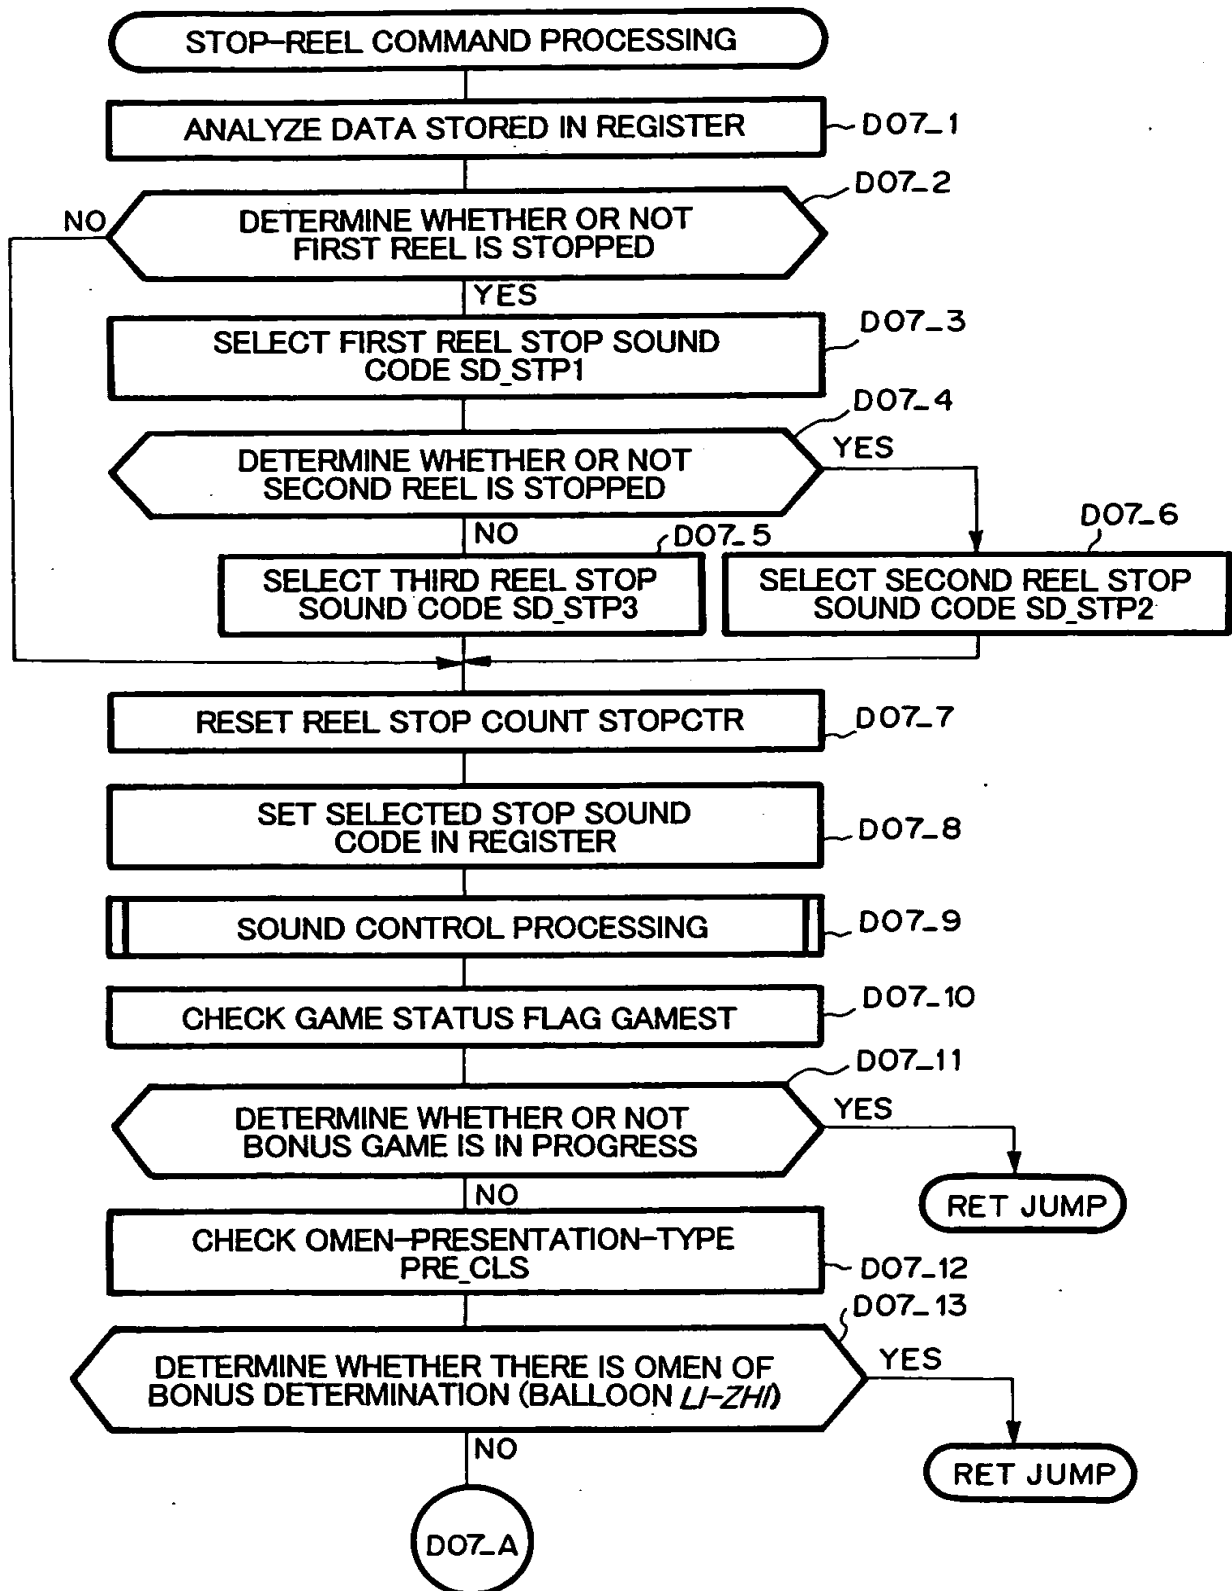 STOP-REEL COMMAND PROCESSING
ANALYZE DATA STORED IN REGISTER
D07_1
D07_2
NO
DETERMINE WHETHER OR NOT
FIRST REEL IS STOPPED
YES
D07_3
SELECT FIRST REEL STOP SOUND
CODE SD_STP1
D07_4
DETERMINE WHETHER OR NOT
SECOND REEL IS STOPPED
YES
NO
D07_5
D07_6
SELECT THIRD REEL STOP
SOUND CODE SD_STP3
SELECT SECOND REEL STOP
SOUND CODE SD_STP2
RESET REEL STOP COUNT STOPCTR
D07_7
SET SELECTED STOP SOUND
CODE IN REGISTER
D07_8
SOUND CONTROL PROCESSING
D07_9
CHECK GAME STATUS FLAG GAMEST
D07_10
D07_11
DETERMINE WHETHER OR NOT
BONUS GAME IS IN PROGRESS
YES
NO
RET JUMP
CHECK OMEN-PRESENTATION-TYPE
PRE_CLS
D07_12
D07_13
DETERMINE WHETHER THERE IS OMEN OF
BONUS DETERMINATION (BALLOON LI-ZHI)
YES
NO
RET JUMP
D07_A